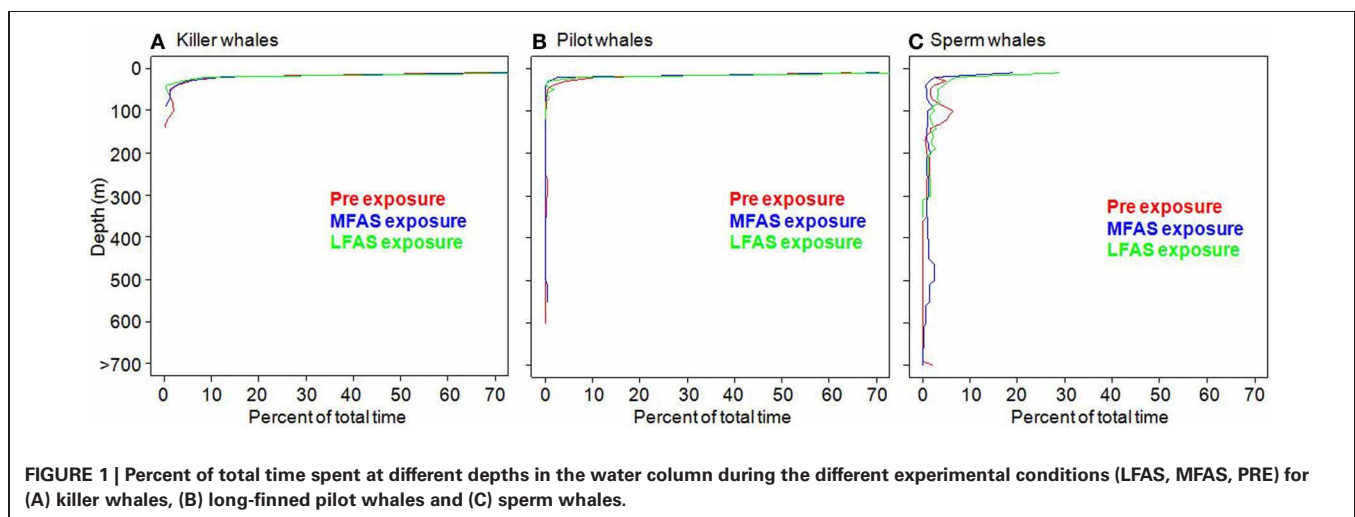 A Killer whales
B Pilot whales
C Sperm whales
0
100
200
300
400
500
600
>700
Depth (m)
Pre exposure
MFAS exposure
LFAS exposure
Pre exposure
MFAS exposure
LFAS exposure
Pre exposure
MFAS exposure
LFAS exposure
0 10 20 30 40 50 60 70
0 10 20 30 40 50 60 70
0 10 20 30 40 50 60 70
Percent of total time
Percent of total time
Percent of total time
FIGURE 1 | Percent of total time spent at different depths in the water column during the different experimental conditions (LFAS, MFAS, PRE) for
(A) killer whales, (B) long-finned pilot whales and (C) sperm whales.